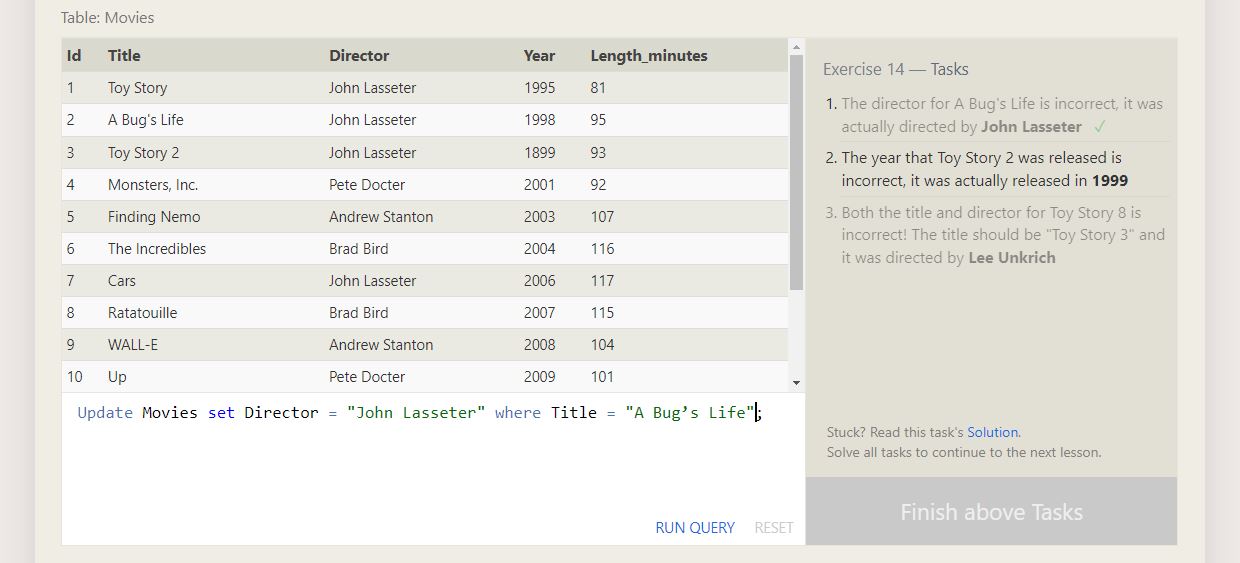 Table: Movies
Id Title Director Year Length_minutes
1 Toy Story John Lasseter 1995 81
2 A Bug's Life John Lasseter 1998 95
3 Toy Story 2 John Lasseter 1899 93
4 Monsters, Inc. Pete Docter 2001 92
5 Finding Nemo Andrew Stanton 2003 107
6 The Incredibles Brad Bird 2004 116
7 Cars John Lasseter 2006 117
8 Ratatouille Brad Bird 2007 115
9 WALL-E Andrew Stanton 2008 104
10 Up Pete Docter 2009 101
Update Movies set Director = "John Lasseter" where Title = "A Bug’s Life";
RUN QUERY RESET
Exercise 14 — Tasks
1. The director for A Bug's Life is incorrect, it was
actually directed by John Lasseter ✓
2. The year that Toy Story 2 was released is
incorrect, it was actually released in 1999
3. Both the title and director for Toy Story 8 is
incorrect! The title should be "Toy Story 3" and
it was directed by Lee Unkrich
Stuck? Read this task's Solution.
Solve all tasks to continue to the next lesson.
Finish above Tasks